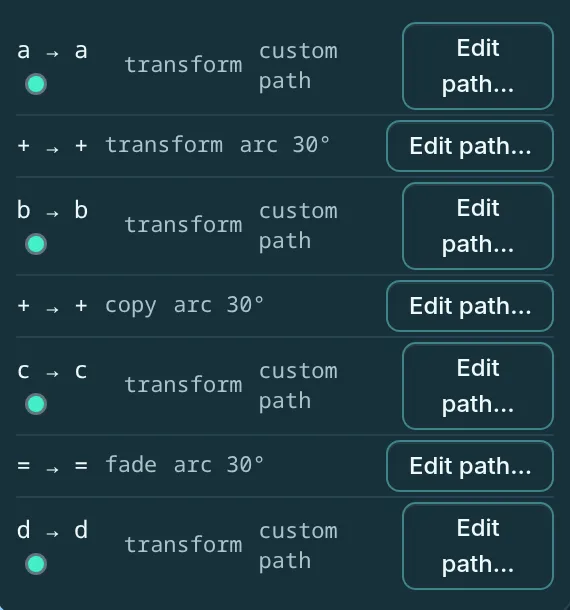 a → a transform custom path Edit path...
+ → + transform arc 30° Edit path...
b → b transform custom path Edit path...
+ → + copy arc 30° Edit path...
c → c transform custom path Edit path...
= → = fade arc 30° Edit path...
d → d transform custom path Edit path...